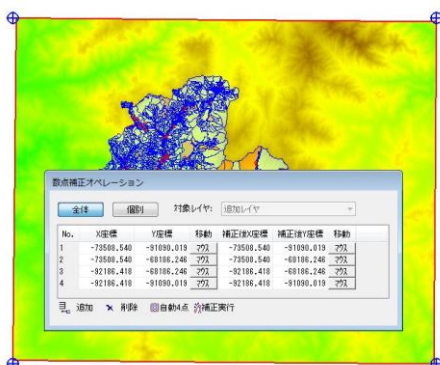 数点補正オペレーション
全体 個別 対象レイヤ: 追加レイヤ
No. X座標 Y座標 移動 補正後X座標 補正後Y座標 移動
1 -73508.540 -91090.019 マウス -73508.540 -91090.019 マウス
2 -73508.540 -68186.246 マウス -73508.540 -68186.246 マウス
3 -92186.418 -68186.246 マウス -92186.418 -68186.246 マウス
4 -92186.418 -91090.019 マウス -92186.418 -91090.019 マウス
追加 削除 自動4点 補正実行